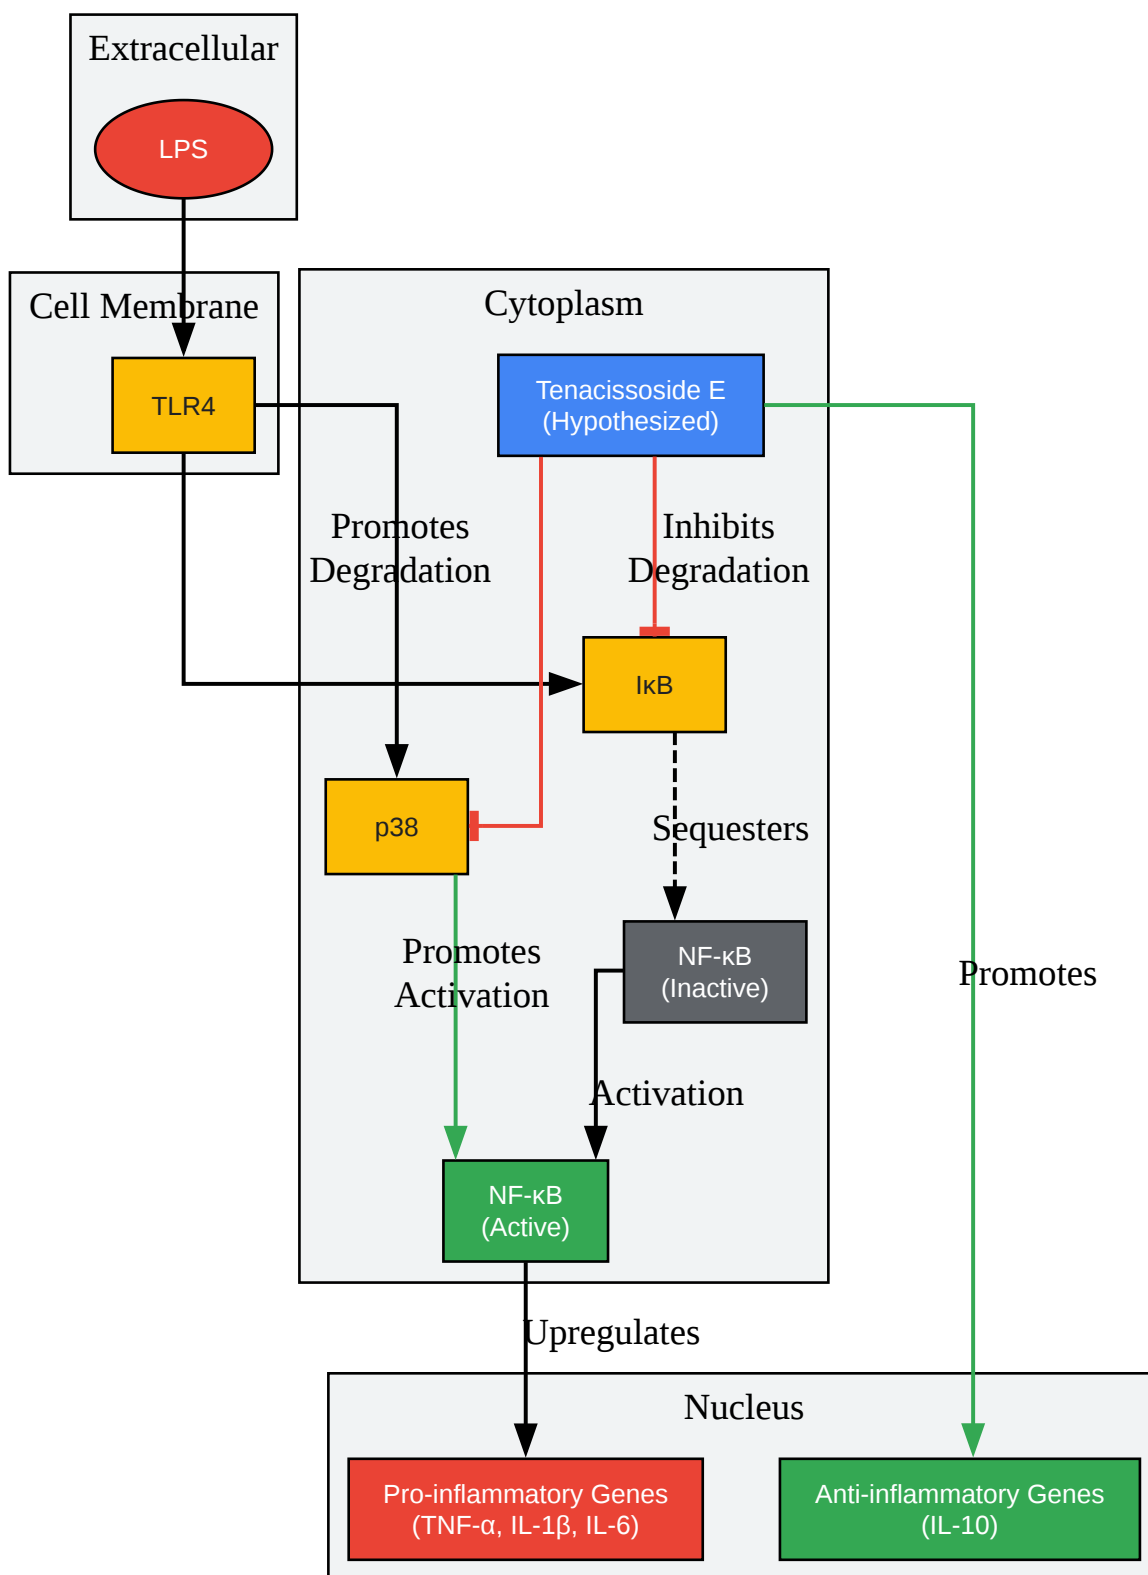 Extracellular
LPS
Cell Membrane
TLR4
Cytoplasm
Tenacissoside E
(Hypothesized)
Promotes
Degradation
Inhibits
Degradation
IκB
p38
Sequesters
NF-κB
(Inactive)
Promotes
Activation
Promotes
Activation
NF-κB
(Active)
Upregulates
Nucleus
Pro-inflammatory Genes
(TNF-α, IL-1β, IL-6)
Anti-inflammatory Genes
(IL-10)